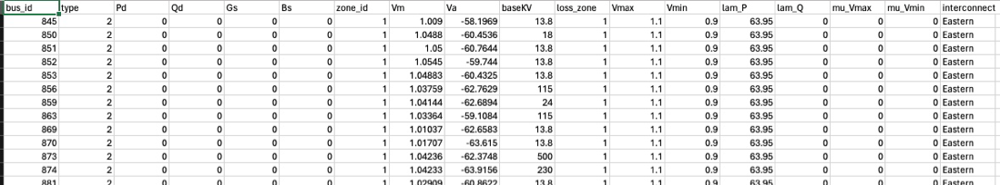 bus_id type Pd Qd Gs Bs zone_id Vm Va baseKV loss_zone Vmax Vmin lam_P lam_Q mu_Vmax mu_Vmin interconnect
845 2 0 0 0 0 1 1.009 -58.1969 13.8 1 1.1 0.9 63.95 0 0 0 Eastern
850 2 0 0 0 0 1 1.0488 -60.4536 18 1 1.1 0.9 63.95 0 0 0 Eastern
851 2 0 0 0 0 1 1.05 -60.7644 13.8 1 1.1 0.9 63.95 0 0 0 Eastern
852 2 0 0 0 0 1 1.0545 -59.744 13.8 1 1.1 0.9 63.95 0 0 0 Eastern
853 2 0 0 0 0 1 1.04883 -60.4325 13.8 1 1.1 0.9 63.95 0 0 0 Eastern
856 2 0 0 0 0 1 1.03759 -62.7629 115 1 1.1 0.9 63.95 0 0 0 Eastern
859 2 0 0 0 0 1 1.04144 -62.6894 24 1 1.1 0.9 63.95 0 0 0 Eastern
863 2 0 0 0 0 1 1.03364 -59.1084 115 1 1.1 0.9 63.95 0 0 0 Eastern
869 2 0 0 0 0 1 1.01037 -62.6583 13.8 1 1.1 0.9 63.95 0 0 0 Eastern
870 2 0 0 0 0 1 1.01707 -63.615 13.8 1 1.1 0.9 63.95 0 0 0 Eastern
873 2 0 0 0 0 1 1.04236 -62.3748 500 1 1.1 0.9 63.95 0 0 0 Eastern
874 2 0 0 0 0 1 1.04233 -63.9156 230 1 1.1 0.9 63.95 0 0 0 Eastern
881 2 0 0 0 0 1 1.02909 -60.8622 13.8 1 1.1 0.9 63.95 0 0 0 Eastern